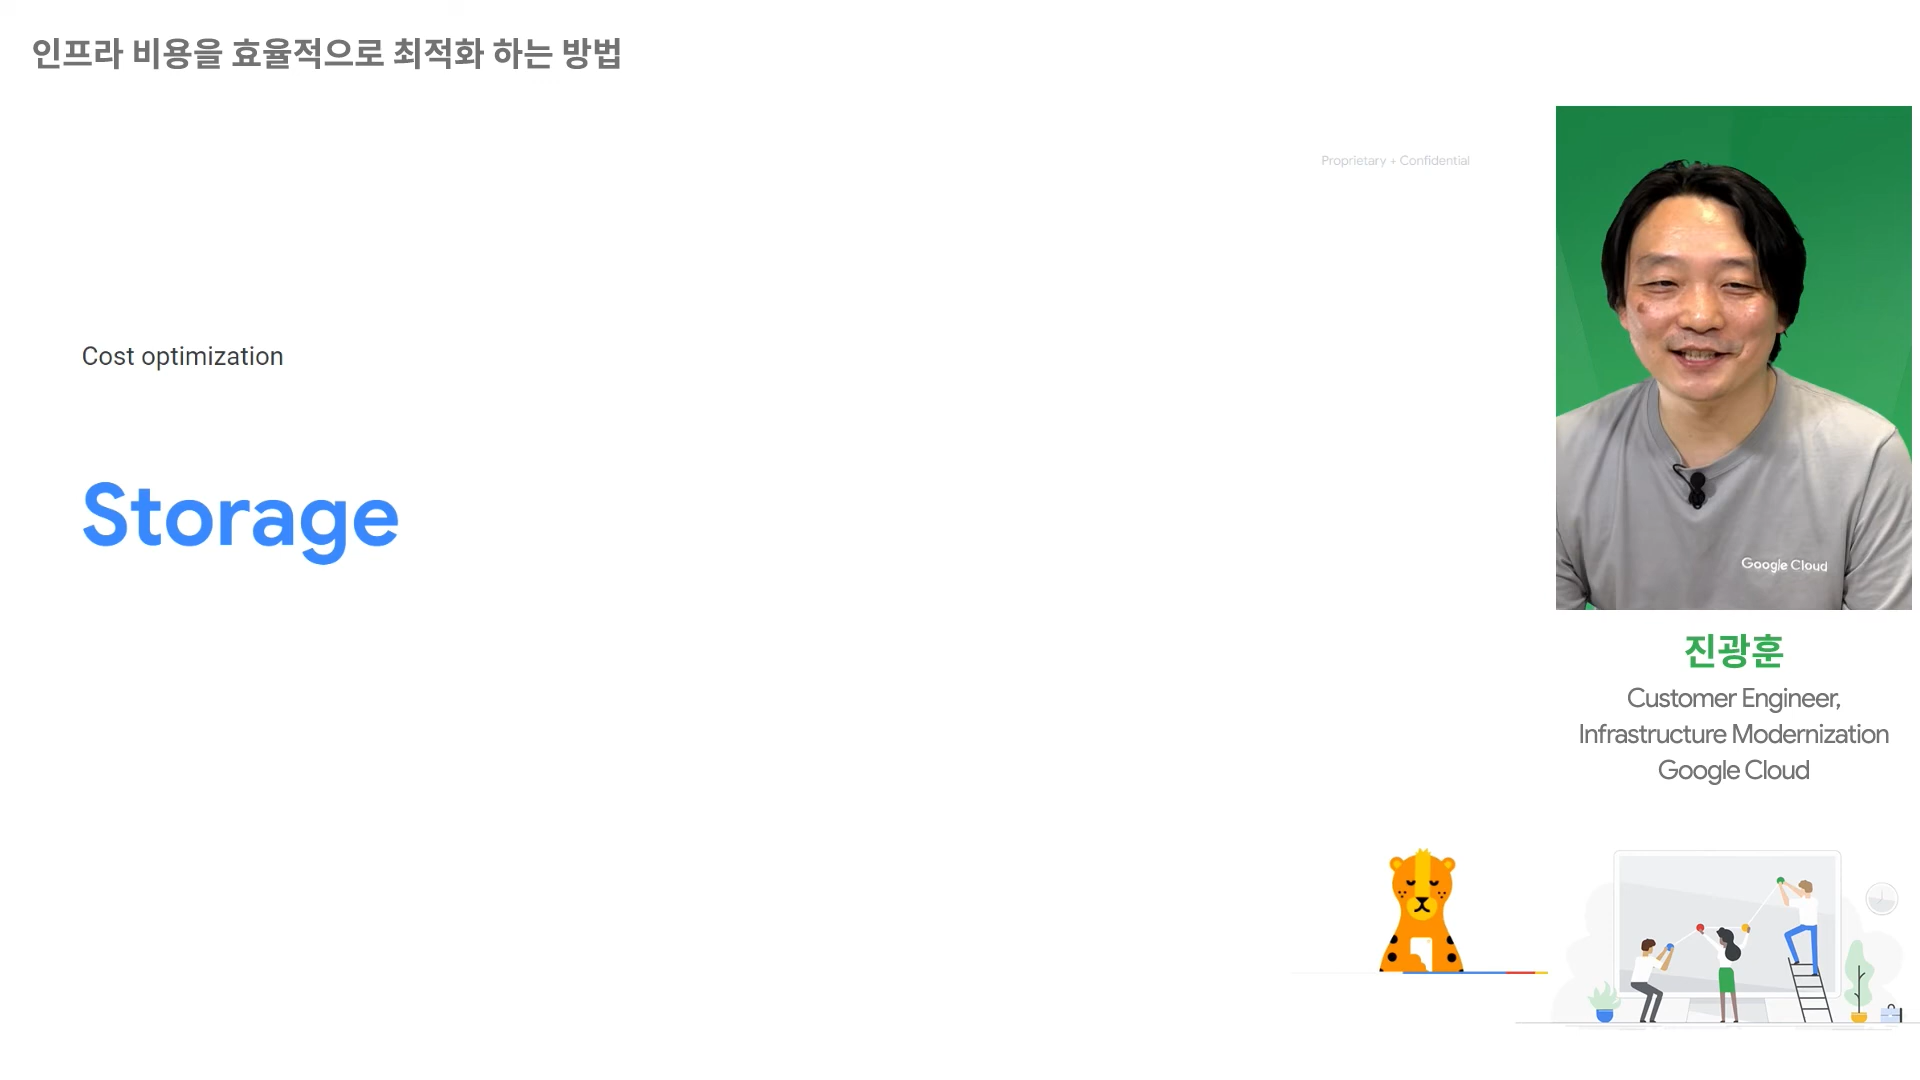 인프라 비용을 효율적으로 최적화 하는 방법
Proprietary + Confidential
Cost optimization
Storage
Google Cloud
진광훈
Customer Engineer,
Infrastructure Modernization
Google Cloud